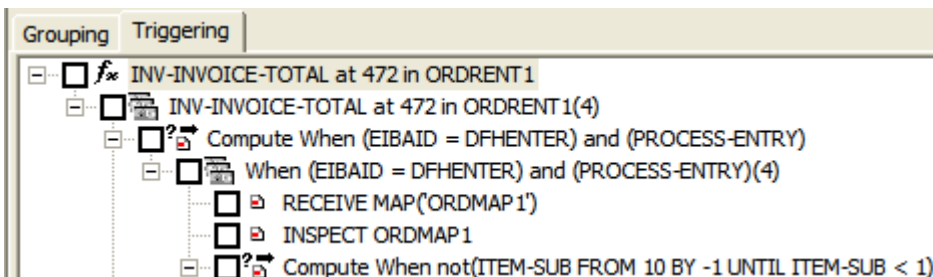 Grouping Triggering
INV-INVOICE-TOTAL at 472 in ORDRENT1
INV-INVOICE-TOTAL at 472 in ORDRENT1(4)
Compute When (EIBAID = DFHENTER) and (PROCESS-ENTRY)
When (EIBAID = DFHENTER) and (PROCESS-ENTRY)(4)
RECEIVE MAP('ORDMAP1')
INSPECT ORDMAP1
Compute When not(ITEM-SUB FROM 10 BY -1 UNTIL ITEM-SUB < 1)